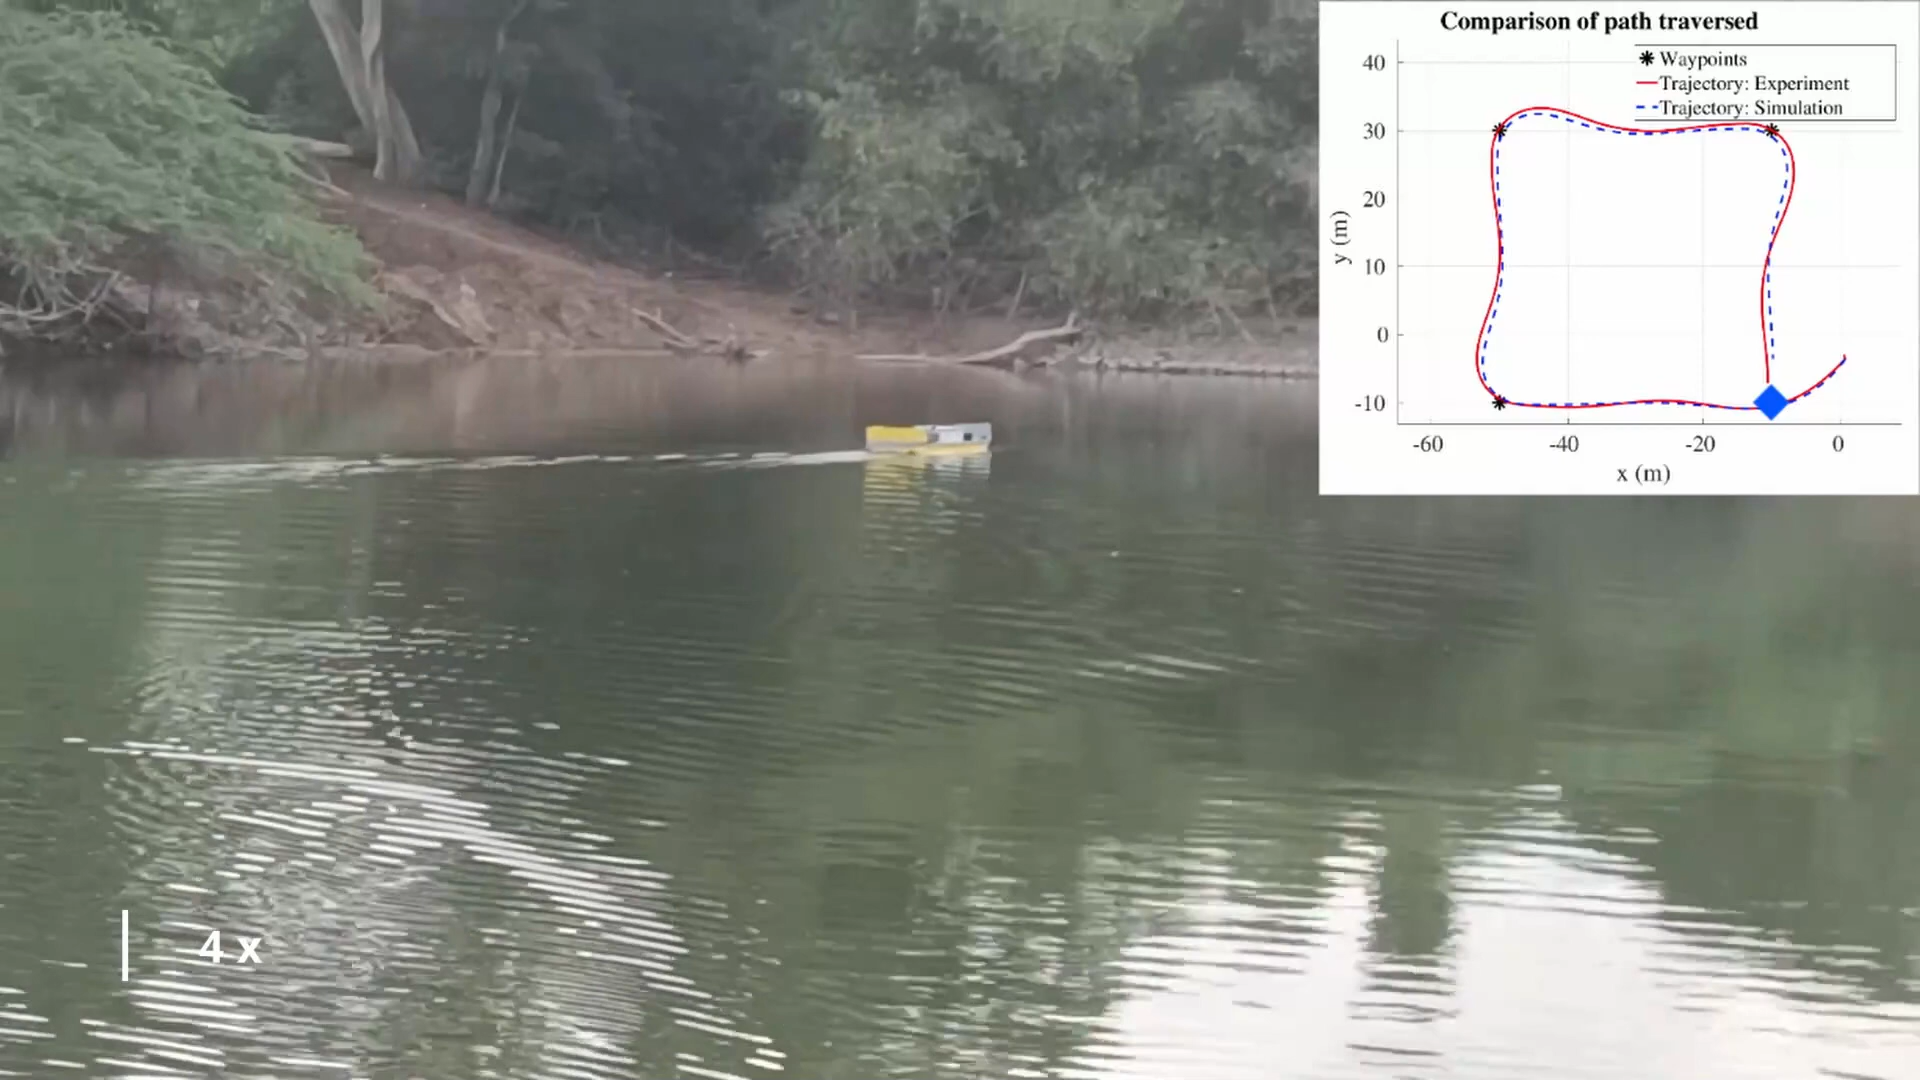 Comparison of path traversed
Waypoints
Trajectory: Experiment
Trajectory: Simulation
40
30
20
10
0
-10
y (m)
-60 -40 -20 0
x (m)
4 x